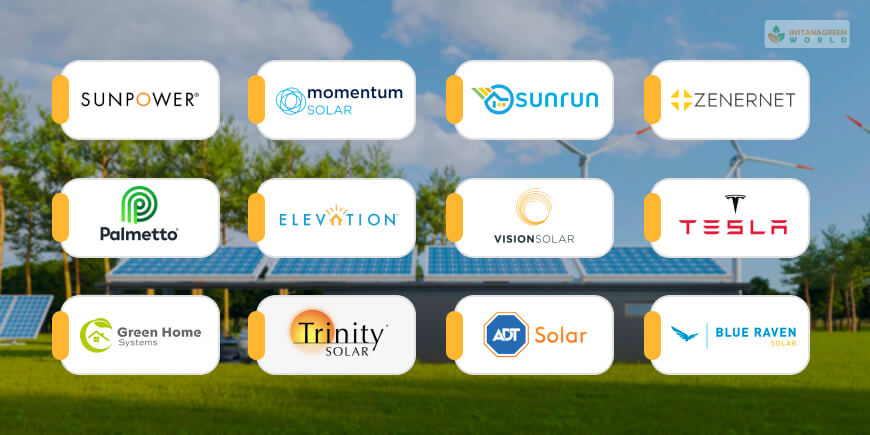 INSTANAGREEN
WORLD
SUNPOWER®
momentum
SOLAR
sunrun
ZENERNET
Palmetto
ELEVATION
VISIONSOLAR
TESLA
Green Home
Systems
Trinity
SOLAR
ADT Solar
BLUE RAVEN
SOLAR